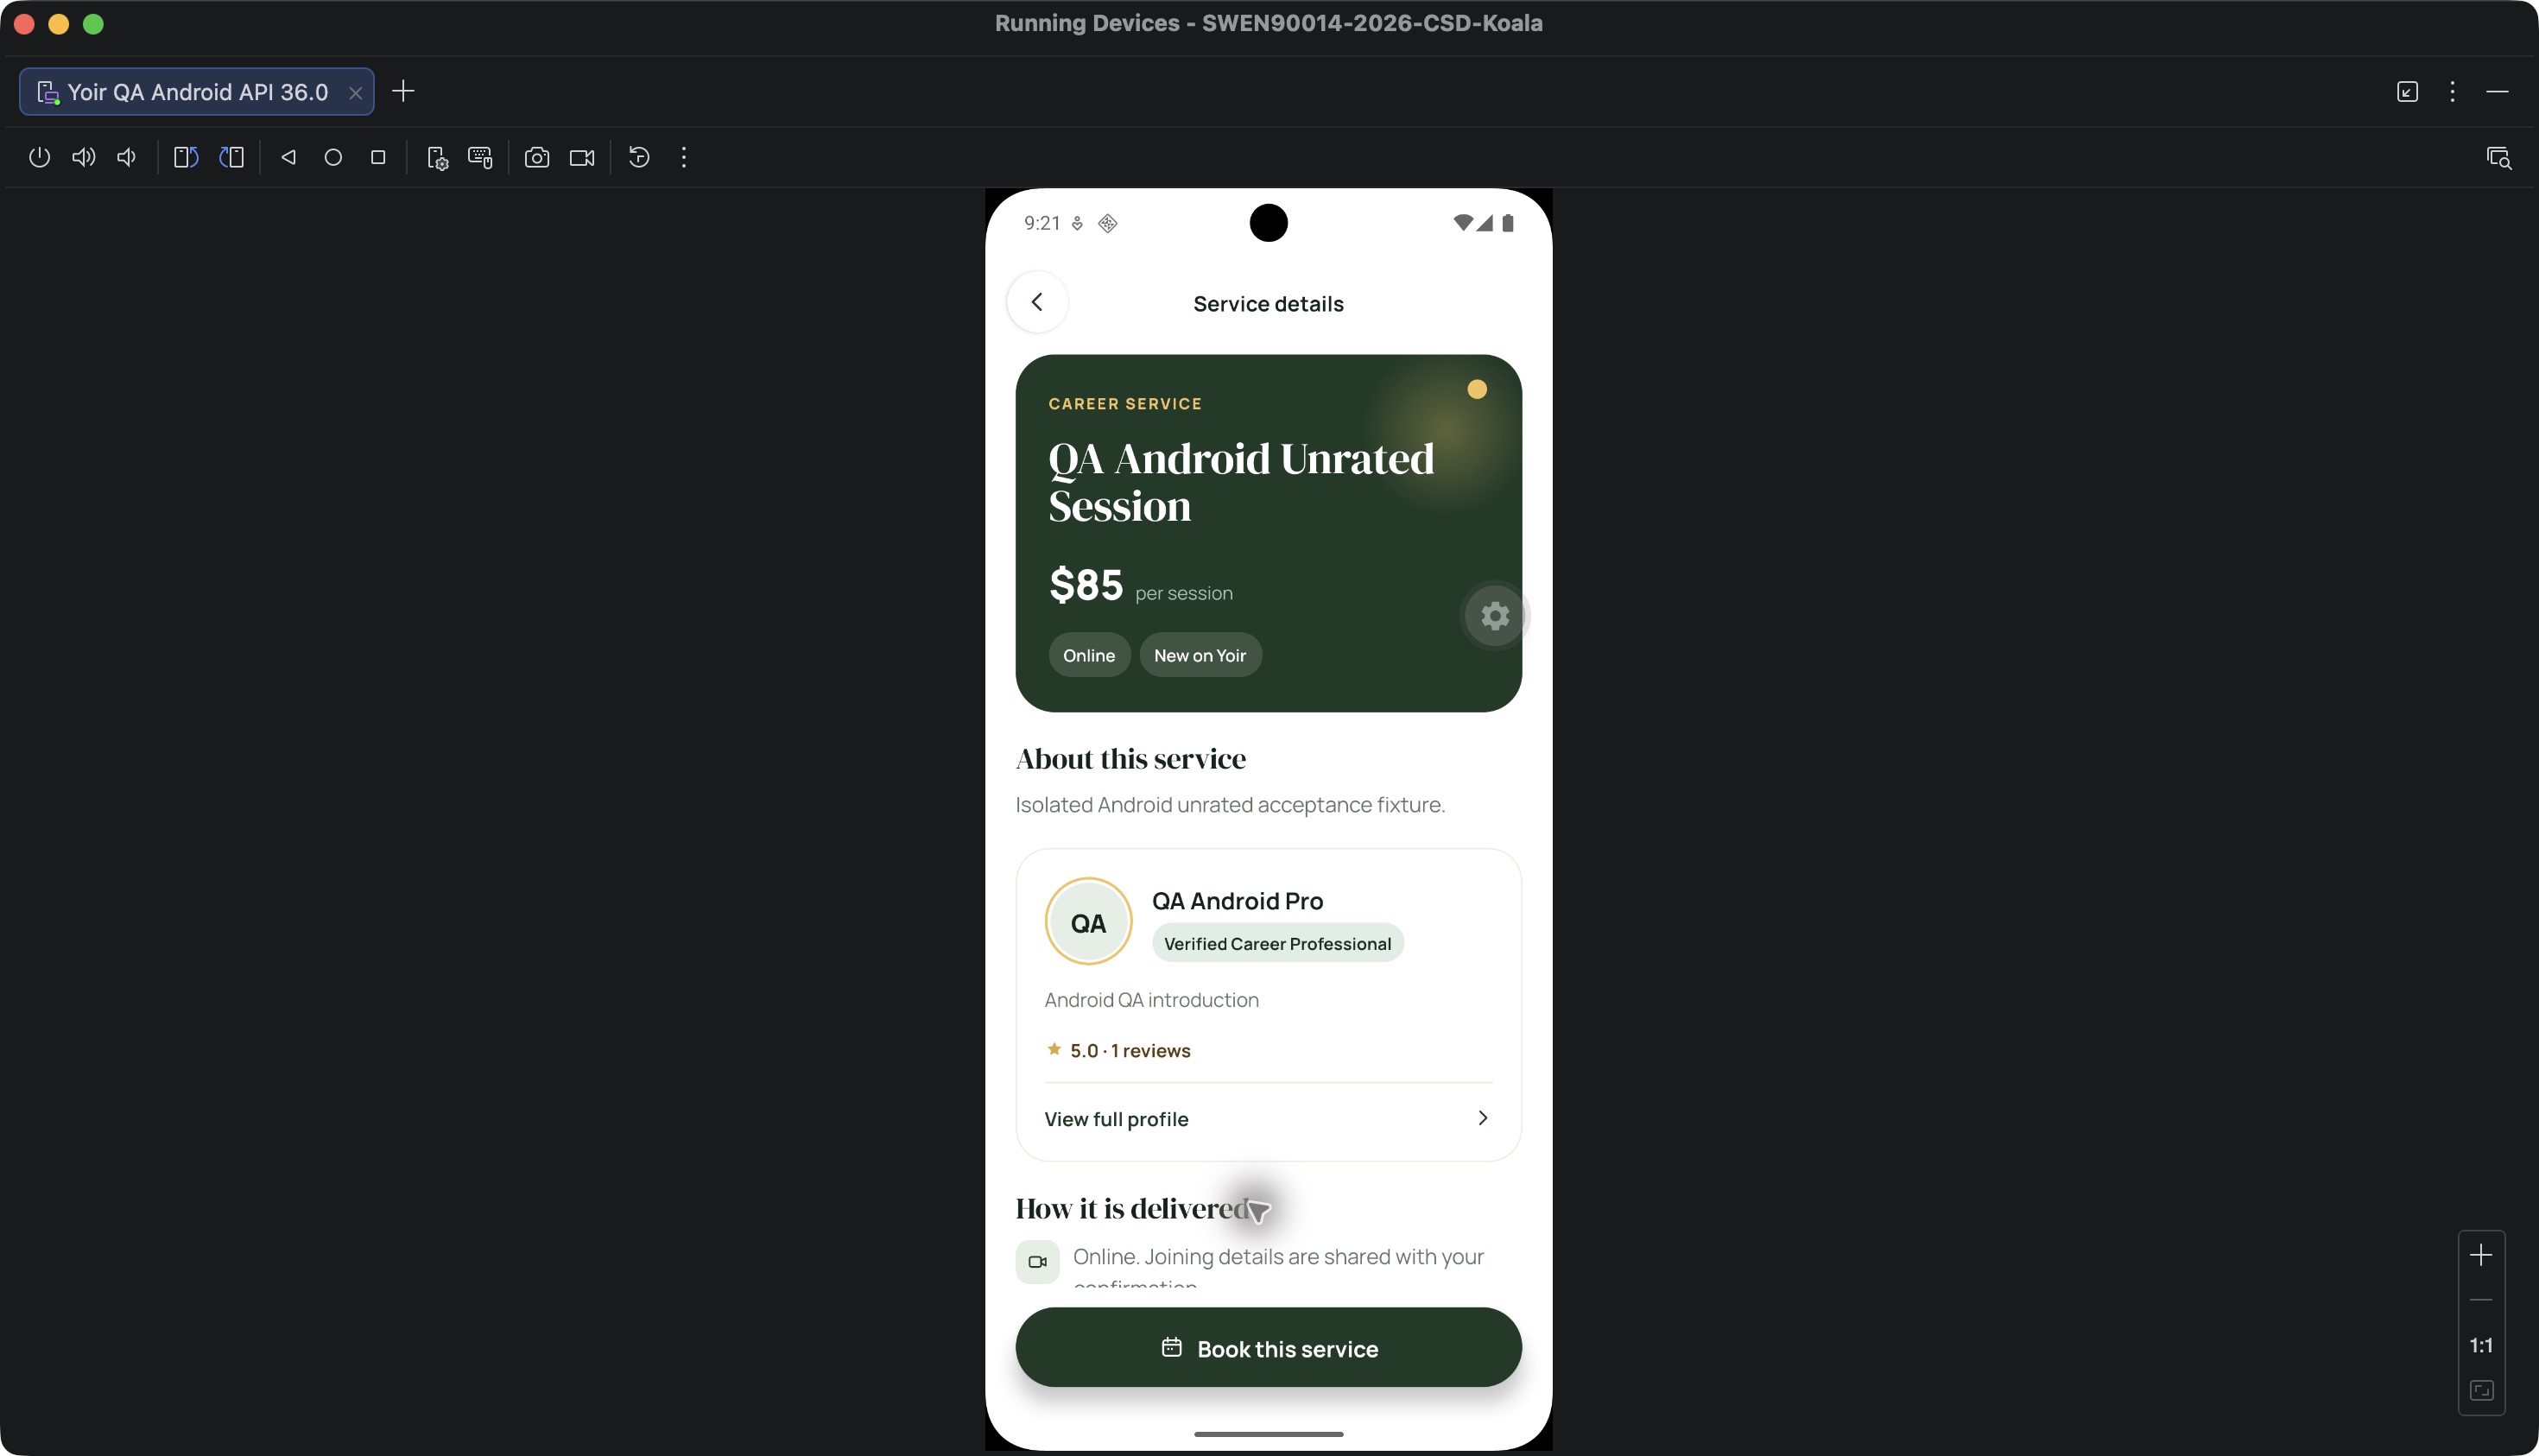 Running Devices - SWEN90014-2026-CSD-Koala
Yoir QA Android API 36.0
9:21
Service details
CAREER SERVICE
QA Android Unrated
Session
$85 per session
Online
New on Yoir
About this service
Isolated Android unrated acceptance fixture.
QA
QA Android Pro
Verified Career Professional
Android QA introduction
5.0 · 1 reviews
View full profile
How it is delivered
Online. Joining details are shared with your
confirmation.
Book this service
1:1